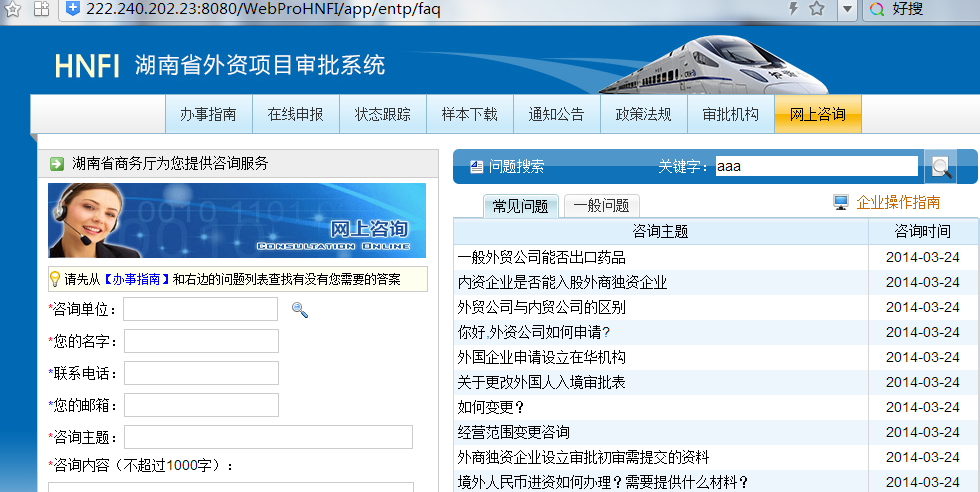 222.240.202.23:8080/WebProHNFI/app/entp/faq
好搜
HNFI 湖南省外资项目审批系统
办事指南 在线申报 状态跟踪 样本下载 通知公告 政策法规 审批机构 网上咨询
湖南省商务厅为您提供咨询服务
网上咨询
CONSULTATION ONLINE
请先从【办事指南】和右边的问题列表查找有没有您需要的答案
*咨询单位：
*您的名字：
*联系电话：
*您的邮箱：
*咨询主题：
*咨询内容（不超过1000字）：
问题搜索 关键字：aaa
常见问题 一般问题 企业操作指南
咨询主题 咨询时间
一般外贸公司能否出口药品 2014-03-24
内资企业是否能入股外商独资企业 2014-03-24
外贸公司与内贸公司的区别 2014-03-24
你好,外资公司如何申请? 2014-03-24
外国企业申请设立在华机构 2014-03-24
关于更改外国人入境审批表 2014-03-24
如何变更？ 2014-03-24
经营范围变更咨询 2014-03-24
外商独资企业设立审批初审需提交的资料 2014-03-24
境外人民币进资如何办理？需要提供什么材料？ 2014-03-24